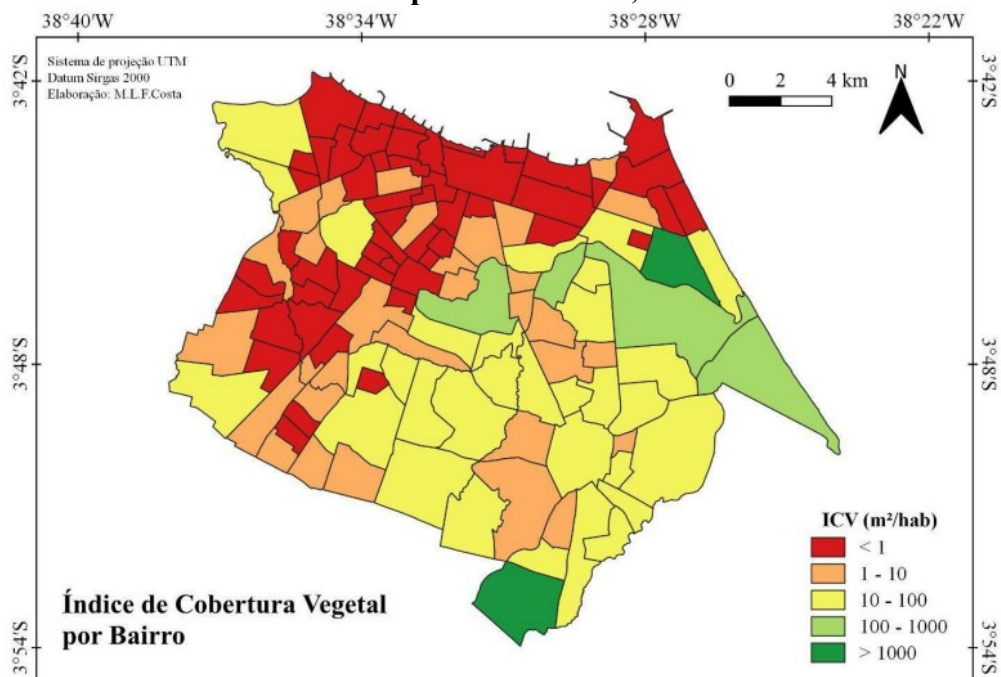 38°40'W 38°34'W 38°28'W 38°22'W
Sistema de projeção UTM
Datum Sirgas 2000
Elaboração: M.L.F.Costa
0 2 4 km
N
3°42'S 3°42'S
3°48'S 3°48'S
ICV (m²/hab)
< 1
1 - 10
10 - 100
100 - 1000
> 1000
Índice de Cobertura Vegetal
por Bairro
3°54'S 3°54'S